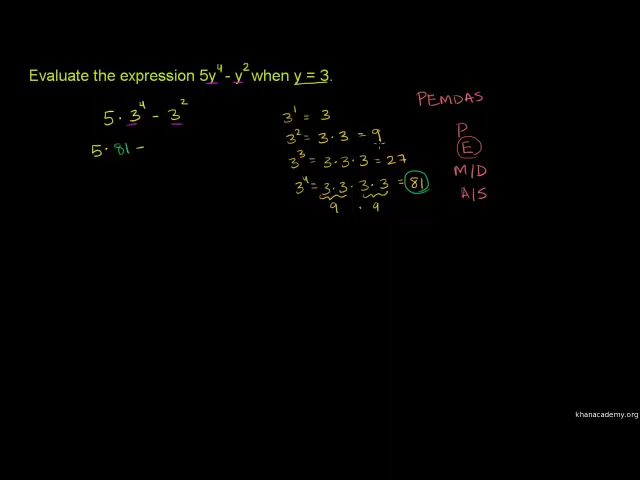 Evaluate the expression 5y⁴ - y² when y = 3.
5 · 3⁴ - 3²
5 · 81 -
3¹ = 3
3² = 3 · 3 = 9
3³ = 3 · 3 · 3 = 27
3⁴ = 3 · 3 · 3 · 3 = 81
9 · 9
PEMDAS
P
E
M/D
A/S
khanacademy.org